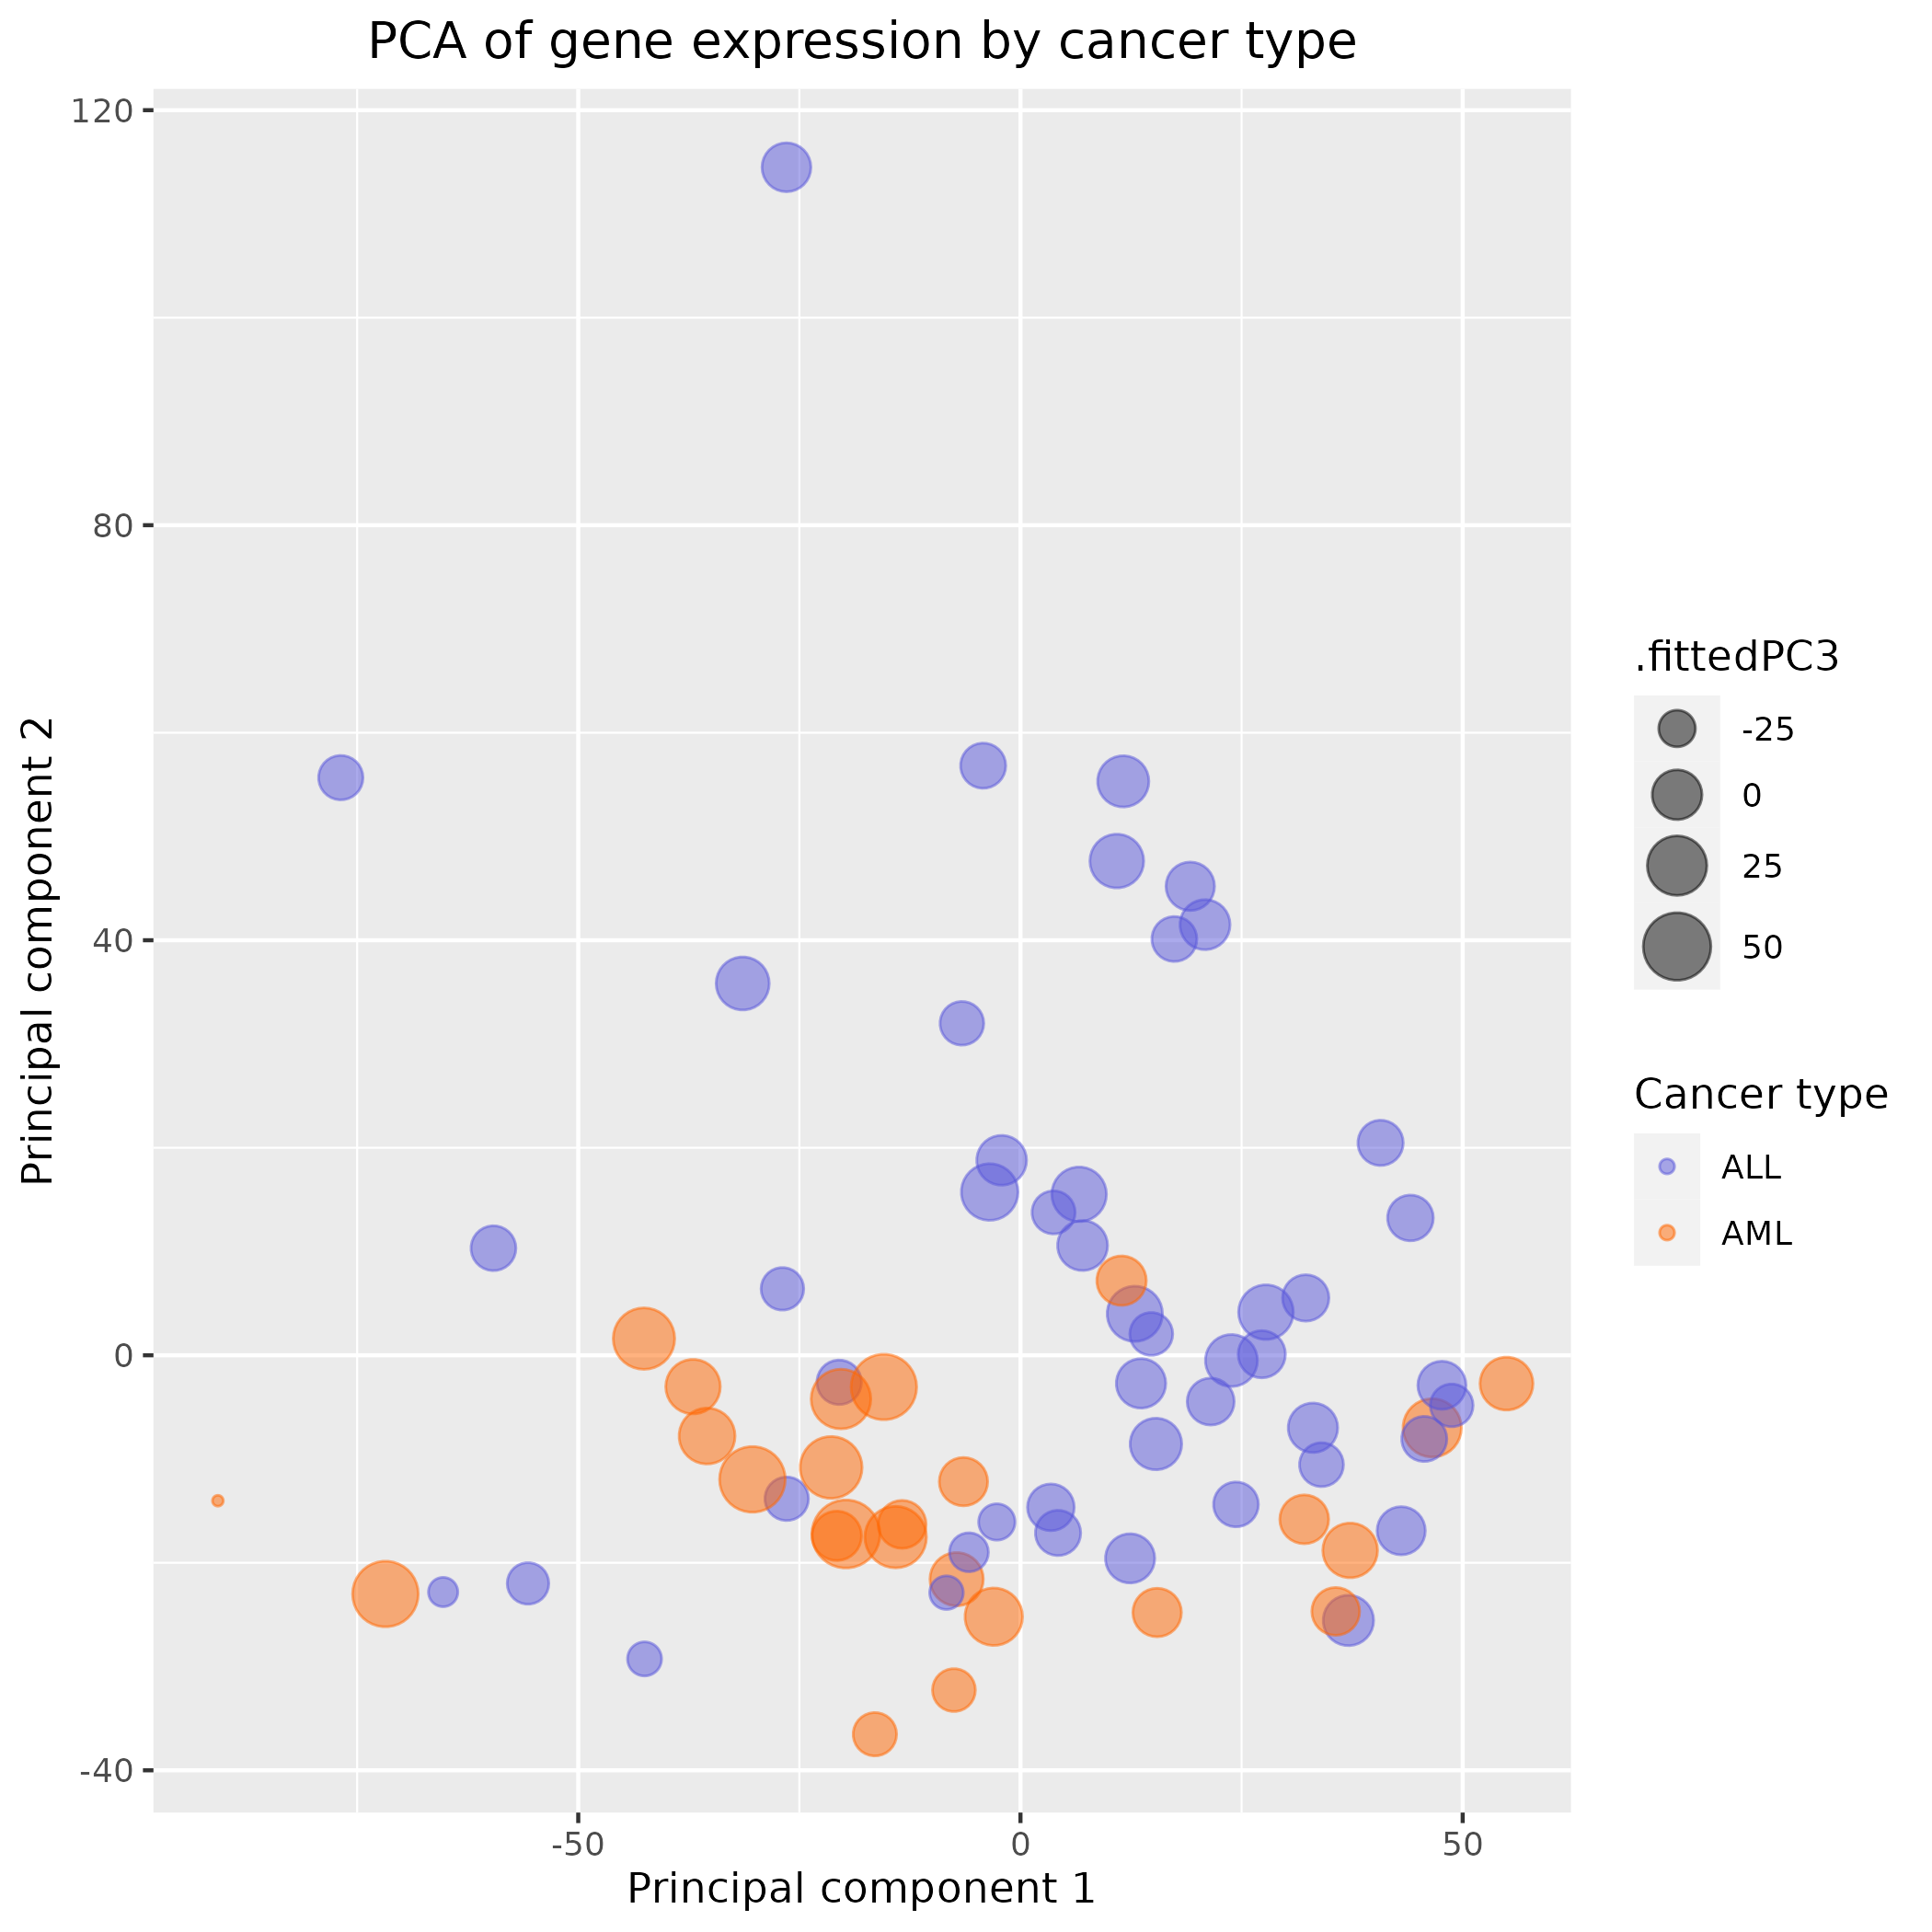 PCA of gene expression by cancer type
120
80
40
0
-40
Principal component 2
-50
0
50
Principal component 1
.fittedPC3
-25
0
25
50
Cancer type
ALL
AML